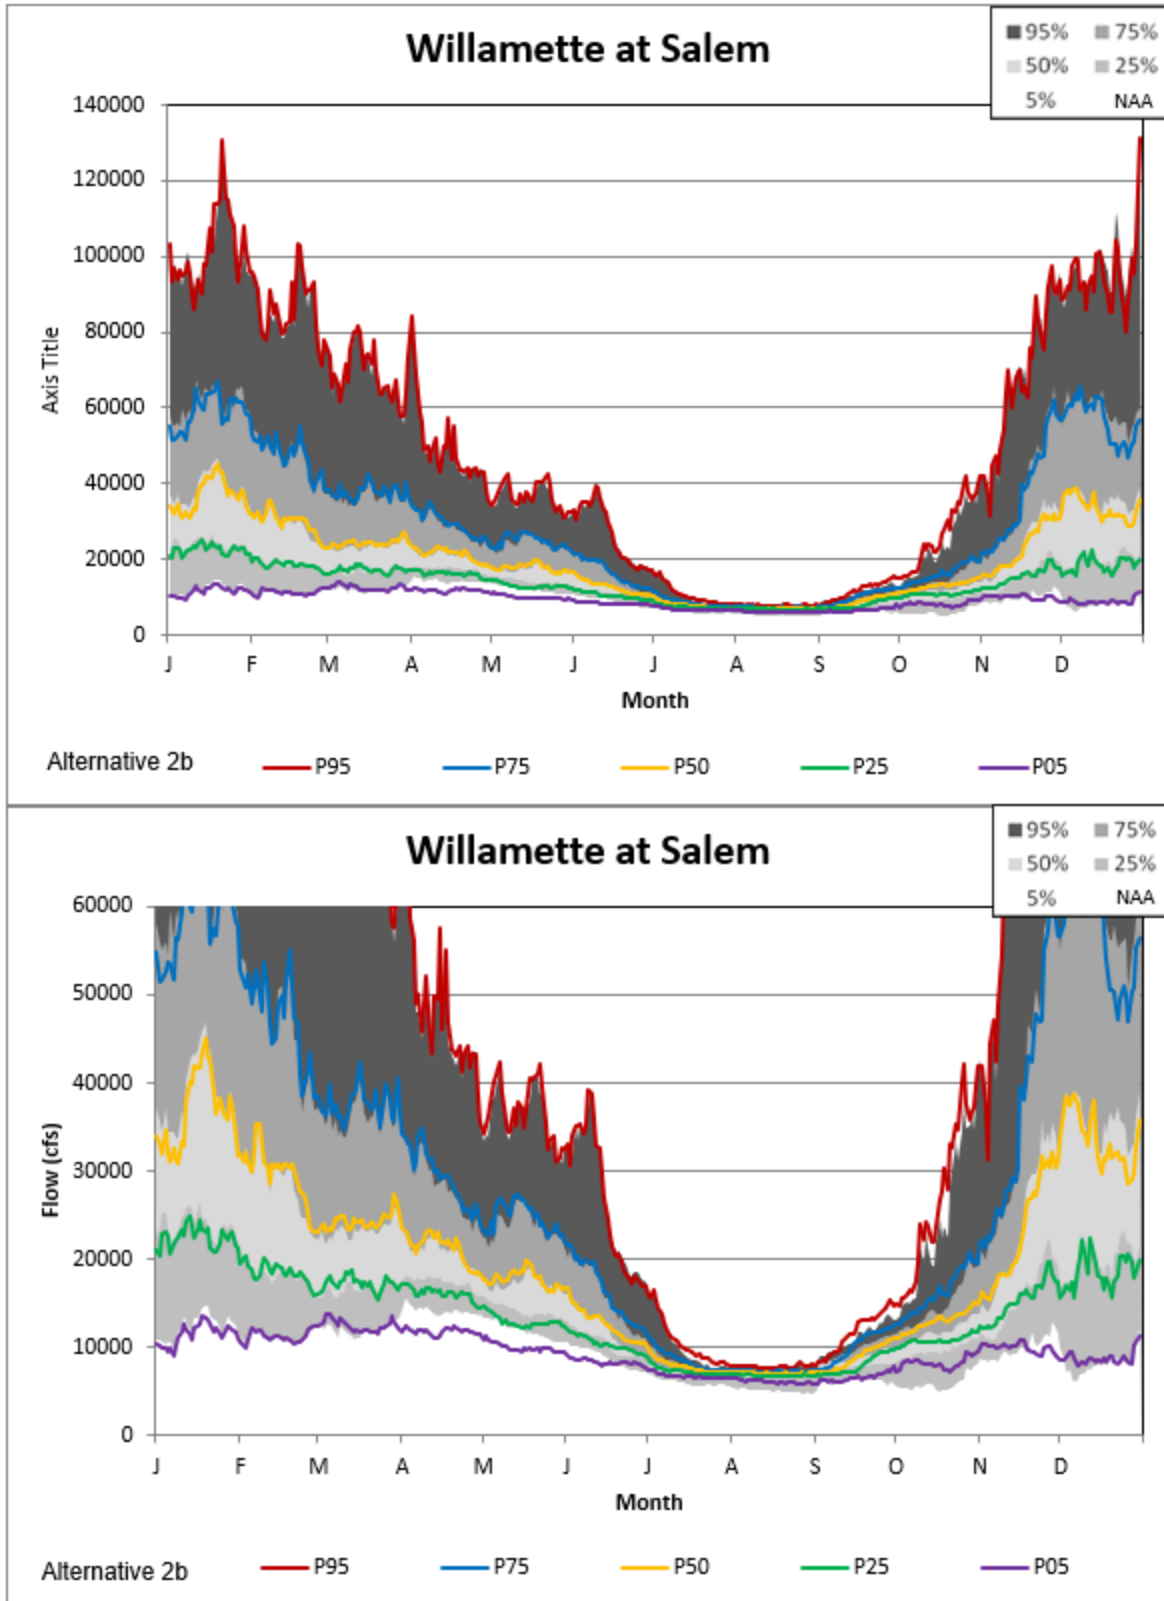 Willamette at Salem
95% 75%
50% 25%
5% NAA
140000
120000
100000
80000
60000
40000
20000
0
Axis Title
J F M A M J J A S O N D
Month
Alternative 2b P95 P75 P50 P25 P05
Willamette at Salem
95% 75%
50% 25%
5% NAA
60000
50000
40000
30000
20000
10000
0
Flow (cfs)
J F M A M J J A S O N D
Month
Alternative 2b P95 P75 P50 P25 P05